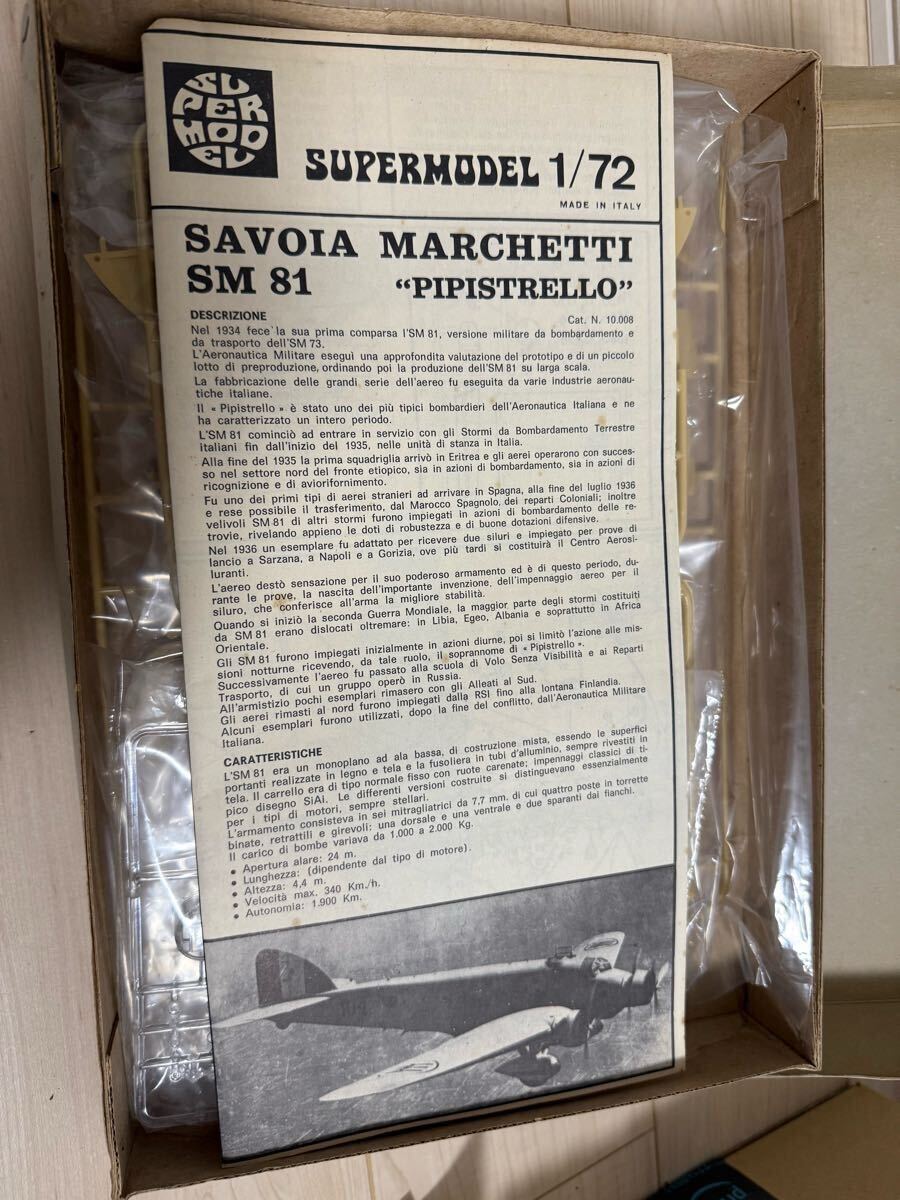 SUPER MODEL
SUPERMODEL 1/72
MADE IN ITALY
SAVOIA MARCHETTI
SM 81 “PIPISTRELLO”
DESCRIZIONE
Cat. N. 10.008
Nel 1934 fece la sua prima comparsa l'SM 81, versione militare da bombardamento e
da trasporto dell'SM 73.
L'Aeronautica Militare eseguì una approfondita valutazione del prototipo e di un piccolo
lotto di preproduzione, ordinando poi la produzione dell'SM 81 su larga scala.
La fabbricazione delle grandi serie dell'aereo fu eseguita da varie industrie aeronau-
tiche italiane.
Il « Pipistrello » è stato uno dei più tipici bombardieri dell'Aeronautica Italiana e ne
ha caratterizzato un intero periodo.
L'SM 81 cominciò ad entrare in servizio con gli Stormi da Bombardamento Terrestre
italiani fin dall'inizio del 1935, nelle unità di stanza in Italia.
Alla fine del 1935 la prima squadriglia arrivò in Eritrea e gli aerei operarono con succes-
so nel settore nord del fronte etiopico, sia in azioni di bombardamento, sia in azioni di
ricognizione e di aviorifornimento.
Fu uno dei primi tipi di aerei stranieri ad arrivare in Spagna, alla fine del luglio 1936
e rese possibile il trasferimento, dal Marocco Spagnolo, dei reparti Coloniali; inoltre
velivoli SM 81 di altri stormi furono impiegati in azioni di bombardamento delle re-
trovie, rivelando appieno le doti di robustezza e di buone dotazioni difensive.
Nel 1936 un esemplare fu adattato per ricevere due siluri e impiegato per prove di
lancio a Sarzana, a Napoli e a Gorizia, ove più tardi si costituirà il Centro Aerosi-
luranti.
L'aereo destò sensazione per il suo poderoso armamento ed è di questo periodo, du-
rante le prove, la nascita dell'importante invenzione, dell'impennaggio aereo per il
siluro, che conferisce all'arma la migliore stabilità.
Quando si iniziò la seconda Guerra Mondiale, la maggior parte degli stormi costituiti
da SM 81 erano dislocati oltremare: in Libia, Egeo, Albania e soprattutto in Africa
Orientale.
Gli SM 81 furono impiegati inizialmente in azioni diurne, poi si limitò l'azione alle mis-
sioni notturne ricevendo, da tale ruolo, il soprannome di « Pipistrello ».
Successivamente l'aereo fu passato alla scuola di Volo Senza Visibilità e ai Reparti
Trasporto, di cui un gruppo operò in Russia.
All'armistizio pochi esemplari rimasero con gli Alleati al Sud.
Gli aerei rimasti al nord furono impiegati dalla RSI fino alla lontana Finlandia.
Alcuni esemplari furono utilizzati, dopo la fine del conflitto, dall'Aeronautica Militare
Italiana.
CARATTERISTICHE
L'SM 81 era un monoplano ad ala bassa, di costruzione mista, essendo le superfici
portanti realizzate in legno e tela e la fusoliera in tubi d'alluminio, sempre rivestiti in
tela. Il carrello era di tipo normale fisso con ruote carenate; impennaggi classici di ti-
pico disegno SiAi. Le differenti versioni costruite si distinguevano essenzialmente
per i tipi di motori, sempre stellari.
L'armamento consisteva in sei mitragliatrici da 7,7 mm. di cui quattro poste in torrette
binate, retrattili e girevoli: una dorsale e una ventrale e due sparanti dai fianchi.
Il carico di bombe variava da 1.000 a 2.000 Kg.
• Apertura alare: 24 m.
• Lunghezza: (dipendente dal tipo di motore).
• Altezza: 4,4 m.
• Velocità max. 340 Km./h.
• Autonomia: 1.900 Km.